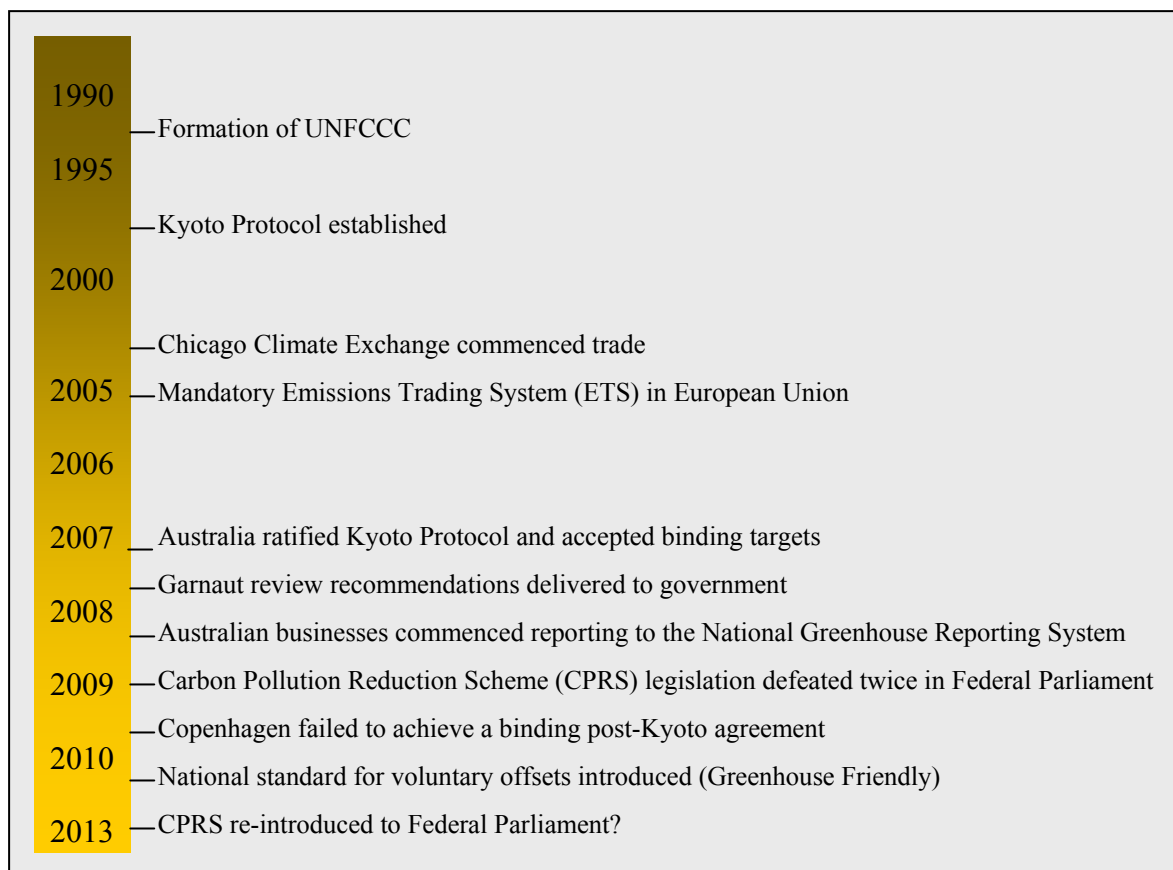 1990
Formation of UNFCCC
1995
Kyoto Protocol established
2000
Chicago Climate Exchange commenced trade
2005
Mandatory Emissions Trading System (ETS) in European Union
2006
2007
Australia ratified Kyoto Protocol and accepted binding targets
Garnaut review recommendations delivered to government
2008
Australian businesses commenced reporting to the National Greenhouse Reporting System
2009
Carbon Pollution Reduction Scheme (CPRS) legislation defeated twice in Federal Parliament
Copenhagen failed to achieve a binding post-Kyoto agreement
2010
National standard for voluntary offsets introduced (Greenhouse Friendly)
2013
CPRS re-introduced to Federal Parliament?